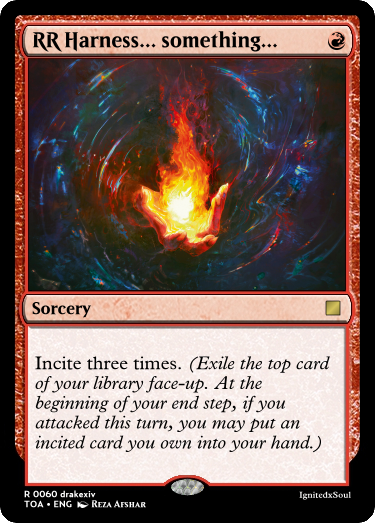 RR Harness... something...
Sorcery
Incite three times. (Exile the top card
of your library face-up. At the
beginning of your end step, if you
attacked this turn, you may put an
incited card you own into your hand.)
R 0060 drakexiv
IgnitedxSoul
TOA • ENG Reza Afshar